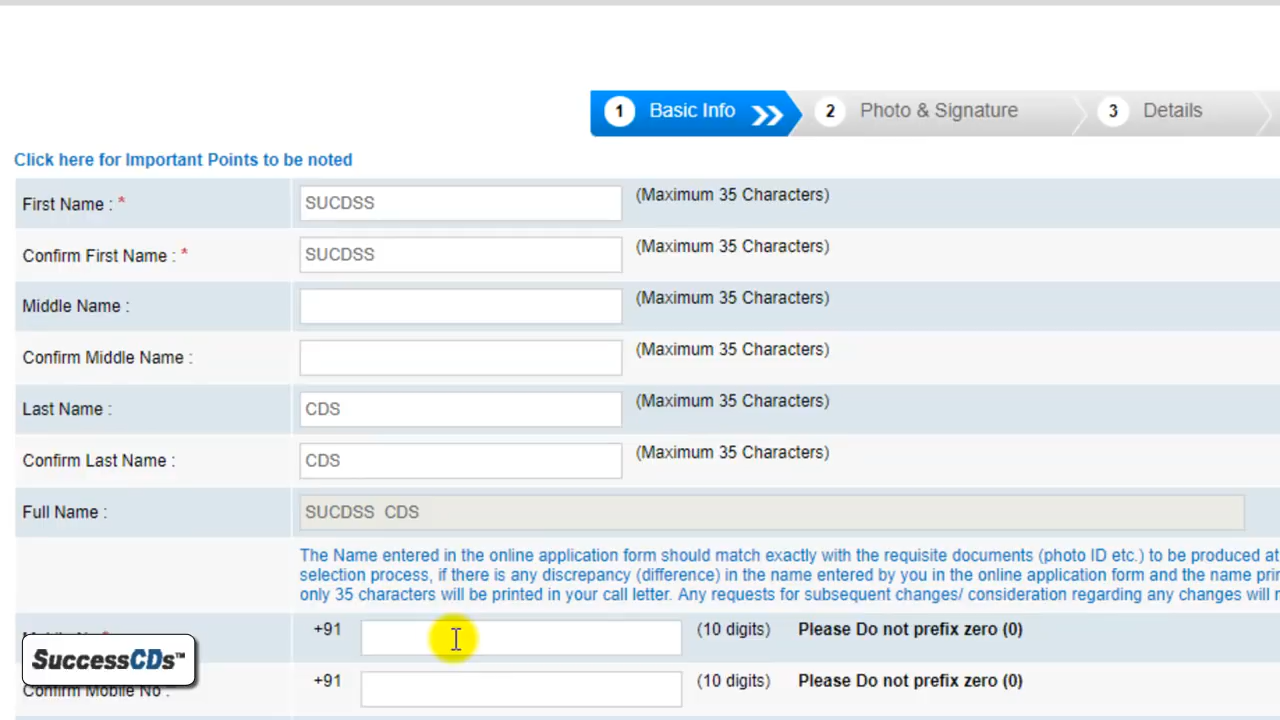 1 Basic Info 2 Photo & Signature 3 Details
Click here for Important Points to be noted
First Name : * SUCDSS (Maximum 35 Characters)
Confirm First Name : * SUCDSS (Maximum 35 Characters)
Middle Name : (Maximum 35 Characters)
Confirm Middle Name : (Maximum 35 Characters)
Last Name : CDS (Maximum 35 Characters)
Confirm Last Name : CDS (Maximum 35 Characters)
Full Name : SUCDSS CDS
The Name entered in the online application form should match exactly with the requisite documents (photo ID etc.) to be produced at
selection process, if there is any discrepancy (difference) in the name entered by you in the online application form and the name
only 35 characters will be printed in your call letter. Any requests for subsequent changes/ consideration regarding any changes will
+91 (10 digits) Please Do not prefix zero (0)
SuccessCDs™
Confirm Mobile No : +91 (10 digits) Please Do not prefix zero (0)